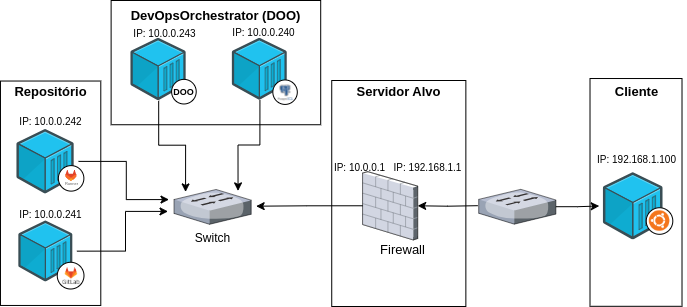 DevOpsOrchestrator (DOO)
IP: 10.0.0.243
IP: 10.0.0.240
DOO
Repositório
IP: 10.0.0.242
Runner
IP: 10.0.0.241
GitLab
Switch
Servidor Alvo
IP: 10.0.0.1
IP: 192.168.1.1
Firewall
Cliente
IP: 192.168.1.100